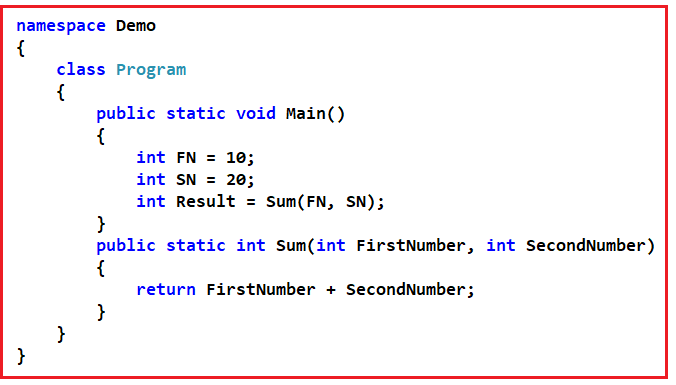 namespace Demo
{
    class Program
    {
        public static void Main()
        {
            int FN = 10;
            int SN = 20;
            int Result = Sum(FN, SN);
        }
        public static int Sum(int FirstNumber, int SecondNumber)
        {
            return FirstNumber + SecondNumber;
        }
    }
}